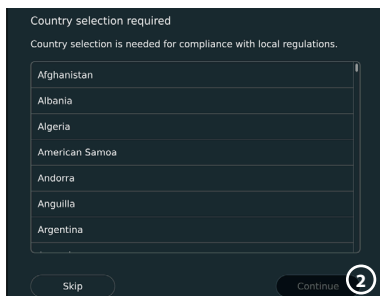 Country selection required
Country selection is needed for compliance with local regulations.
Afghanistan
Albania
Algeria
American Samoa
Andorra
Anguilla
Argentina
Skip
Continue
2